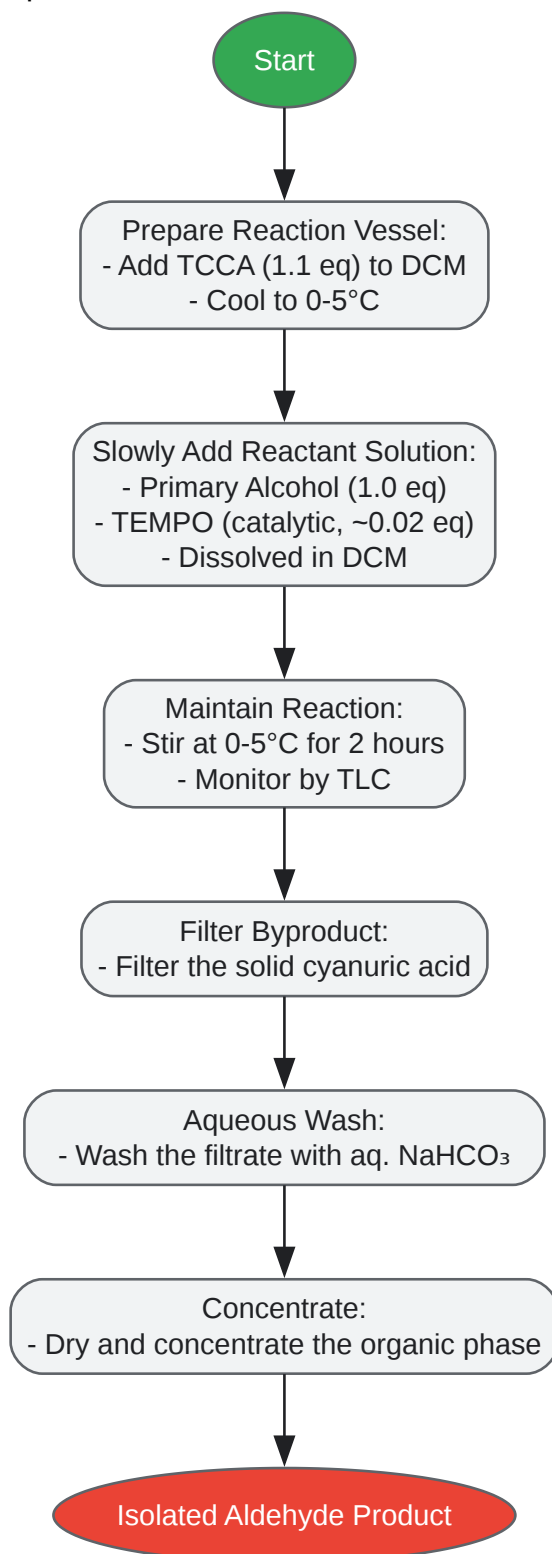 Start
Prepare Reaction Vessel:
- Add TCCA (1.1 eq) to DCM
- Cool to 0-5°C
Slowly Add Reactant Solution:
- Primary Alcohol (1.0 eq)
- TEMPO (catalytic, ~0.02 eq)
- Dissolved in DCM
Maintain Reaction:
- Stir at 0-5°C for 2 hours
- Monitor by TLC
Filter Byproduct:
- Filter the solid cyanuric acid
Aqueous Wash:
- Wash the filtrate with aq. NaHCO₃
Concentrate:
- Dry and concentrate the organic phase
Isolated Aldehyde Product